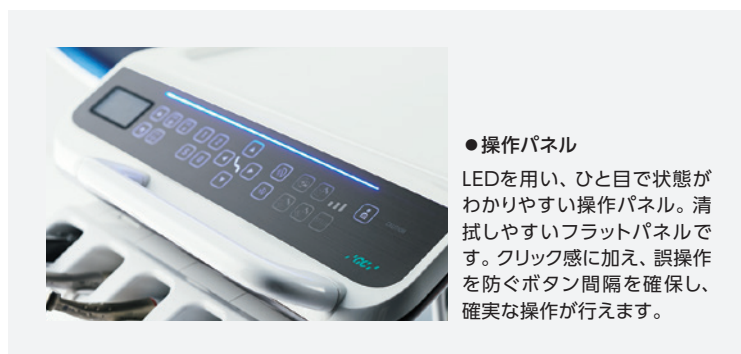 ●操作パネル
LEDを用い、ひと目で状態が
わかりやすい操作パネル。清
拭しやすいフラットパネルで
す。クリック感に加え、誤操作
を防ぐボタン間隔を確保し、
確実な操作が行えます。
GC